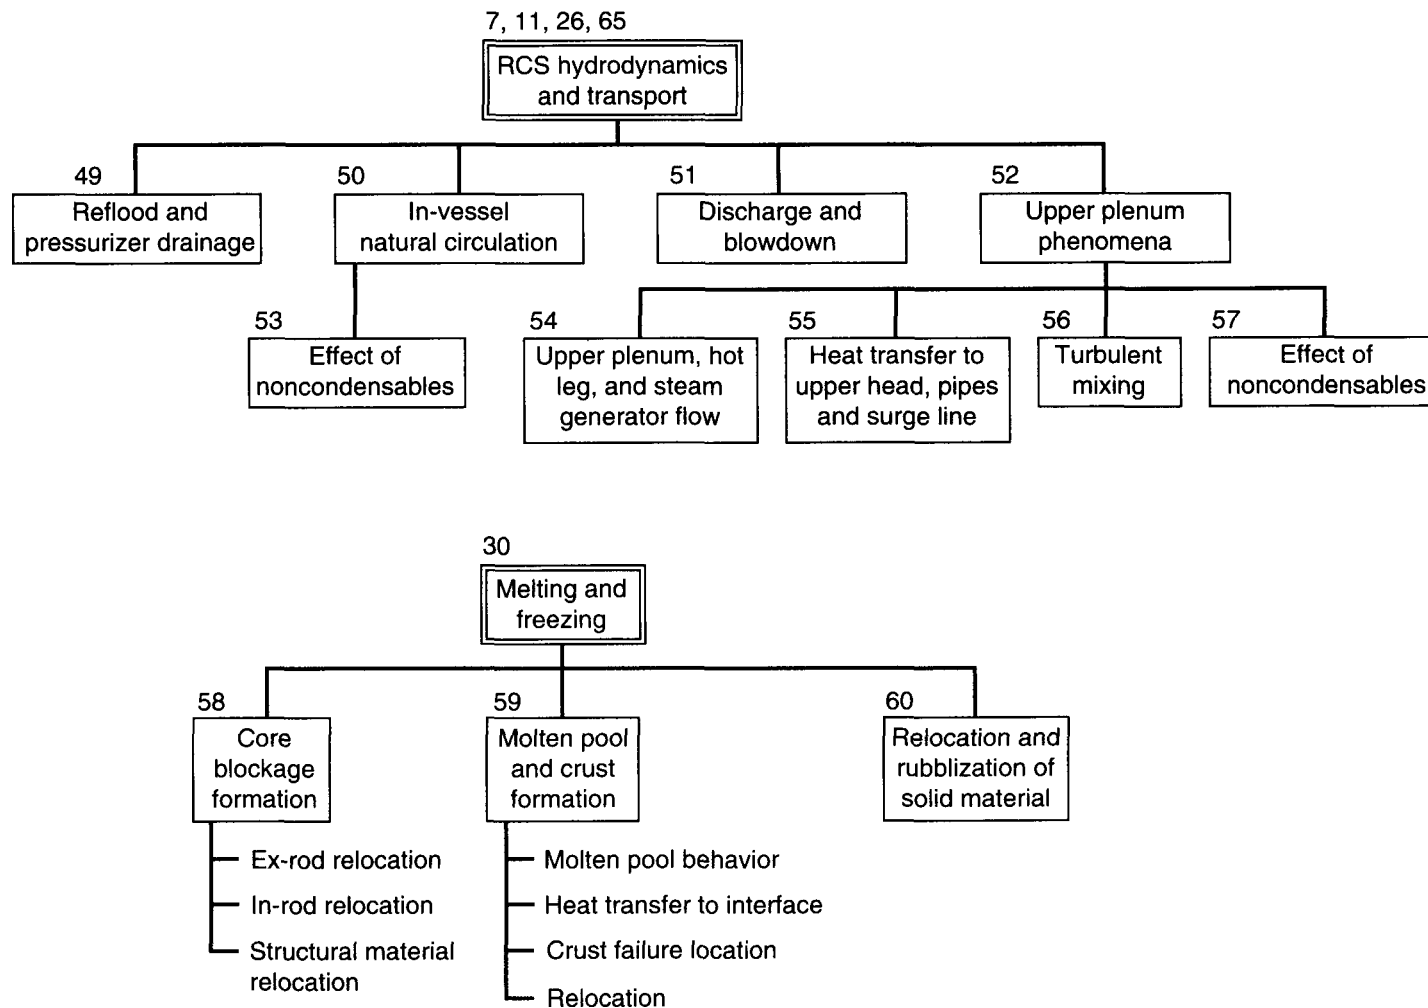 7, 11, 26, 65
RCS hydrodynamics
and transport
49
Reflood and
pressurizer drainage
50
In-vessel
natural circulation
51
Discharge and
blowdown
52
Upper plenum
phenomena
53
Effect of
noncondensables
54
Upper plenum, hot
leg, and steam
generator flow
55
Heat transfer to
upper head, pipes
and surge line
56
Turbulent
mixing
57
Effect of
noncondensables
30
Melting and
freezing
58
Core
blockage
formation
Ex-rod relocation
In-rod relocation
Structural material
relocation
59
Molten pool
and crust
formation
Molten pool behavior
Heat transfer to interface
Crust failure location
Relocation
60
Relocation and
rubblization of
solid material